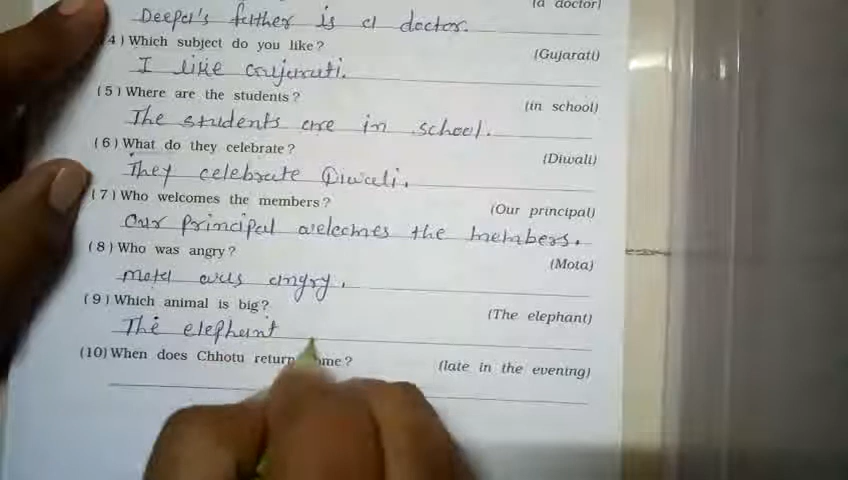 (a doctor)
Deepa's father is a doctor.
4) Which subject do you like? (Gujarati)
I like Gujarati.
(5) Where are the students? (in school)
The students are in school.
(6) What do they celebrate? (Diwali)
They celebrate Diwali.
(7) Who welcomes the members? (Our principal)
Our principal welcomes the members.
(8) Who was angry? (Mota)
Mota was angry.
(9) Which animal is big? (The elephant)
The elephant
(10) When does Chhotu return ome? (late in the evening)